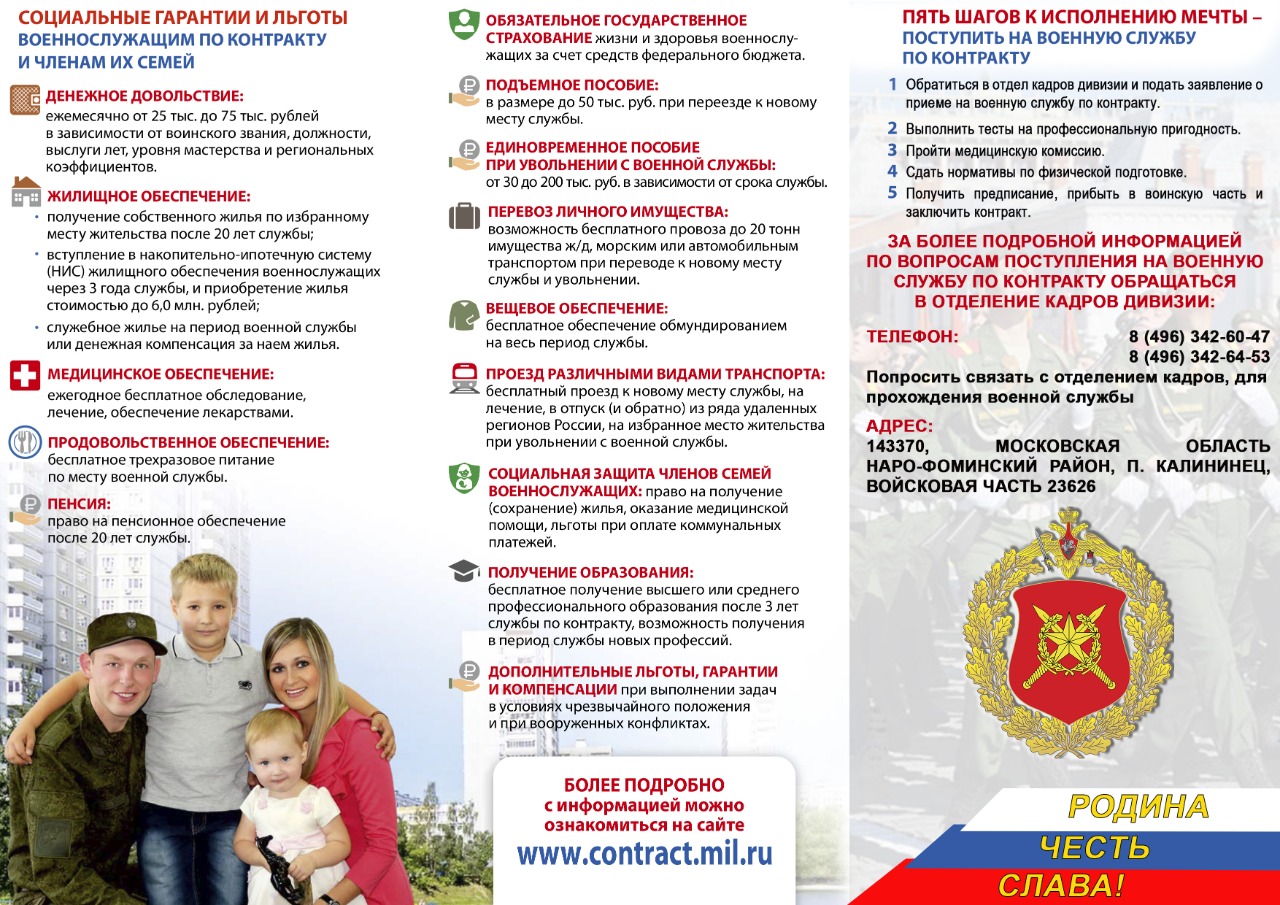 СОЦИАЛЬНЫЕ ГАРАНТИИ И ЛЬГОТЫ
ВОЕННОСЛУЖАЩИМ ПО КОНТРАКТУ
И ЧЛЕНАМ ИХ СЕМЕЙ
ДЕНЕЖНОЕ ДОВОЛЬСТВИЕ:
ежемесячно от 25 тыс. до 75 тыс. рублей
в зависимости от воинского звания, должности,
выслуги лет, уровня мастерства и региональных
коэффициентов.
ЖИЛИЩНОЕ ОБЕСПЕЧЕНИЕ:
• получение собственного жилья по избранному
месту жительства после 20 лет службы;
• вступление в накопительно-ипотечную систему
(НИС) жилищного обеспечения военнослужащих
через 3 года службы, и приобретение жилья
стоимостью до 6,0 млн. рублей;
• служебное жилье на период военной службы
или денежная компенсация за наем жилья.
МЕДИЦИНСКОЕ ОБЕСПЕЧЕНИЕ:
ежегодное бесплатное обследование,
лечение, обеспечение лекарствами.
ПРОДОВОЛЬСТВЕННОЕ ОБЕСПЕЧЕНИЕ:
бесплатное трехразовое питание
по месту военной службы.
ПЕНСИЯ:
право на пенсионное обеспечение
после 20 лет службы.
ОБЯЗАТЕЛЬНОЕ ГОСУДАРСТВЕННОЕ
СТРАХОВАНИЕ жизни и здоровья военнослу-
жащих за счет средств федерального бюджета.
ПОДЪЕМНОЕ ПОСОБИЕ:
в размере до 50 тыс. руб. при переезде к новому
месту службы.
ЕДИНОВРЕМЕННОЕ ПОСОБИЕ
ПРИ УВОЛЬНЕНИИ С ВОЕННОЙ СЛУЖБЫ:
от 30 до 200 тыс. руб. в зависимости от срока службы.
ПЕРЕВОЗ ЛИЧНОГО ИМУЩЕСТВА:
возможность бесплатного провоза до 20 тонн
имущества ж/д, морским или автомобильным
транспортом при переводе к новому месту
службы и увольнении.
ВЕЩЕВОЕ ОБЕСПЕЧЕНИЕ:
бесплатное обеспечение обмундированием
на весь период службы.
ПРОЕЗД РАЗЛИЧНЫМИ ВИДАМИ ТРАНСПОРТА:
бесплатный проезд к новому месту службы, на
лечение, в отпуск (и обратно) из ряда удаленных
регионов России, на избранное место жительства
при увольнении с военной службы.
СОЦИАЛЬНАЯ ЗАЩИТА ЧЛЕНОВ СЕМЕЙ
ВОЕННОСЛУЖАЩИХ: право на получение
(сохранение) жилья, оказание медицинской
помощи, льготы при оплате коммунальных
платежей.
ПОЛУЧЕНИЕ ОБРАЗОВАНИЯ:
бесплатное получение высшего или среднего
профессионального образования после 3 лет
службы по контракту, возможность получения
в период службы новых профессий.
ДОПОЛНИТЕЛЬНЫЕ ЛЬГОТЫ, ГАРАНТИИ
И КОМПЕНСАЦИИ при выполнении задач
в условиях чрезвычайного положения
и при вооруженных конфликтах.
БОЛЕЕ ПОДРОБНО
с информацией можно
ознакомиться на сайте
www.contract.mil.ru
ПЯТЬ ШАГОВ К ИСПОЛНЕНИЮ МЕЧТЫ –
ПОСТУПИТЬ НА ВОЕННУЮ СЛУЖБУ
ПО КОНТРАКТУ
1 Обратиться в отдел кадров дивизии и подать заявление о
приеме на военную службу по контракту.
2 Выполнить тесты на профессиональную пригодность.
3 Пройти медицинскую комиссию.
4 Сдать нормативы по физической подготовке.
5 Получить предписание, прибыть в воинскую часть и
заключить контракт.
ЗА БОЛЕЕ ПОДРОБНОЙ ИНФОРМАЦИЕЙ
ПО ВОПРОСАМ ПОСТУПЛЕНИЯ НА ВОЕННУЮ
СЛУЖБУ ПО КОНТРАКТУ ОБРАЩАТЬСЯ
В ОТДЕЛЕНИЕ КАДРОВ ДИВИЗИИ:
ТЕЛЕФОН: 8 (496) 342-60-47
8 (496) 342-64-53
Попросить связать с отделением кадров, для
прохождения военной службы
АДРЕС:
143370, МОСКОВСКАЯ ОБЛАСТЬ
НАРО-ФОМИНСКИЙ РАЙОН, П. КАЛИНИНЕЦ,
ВОЙСКОВАЯ ЧАСТЬ 23626
РОДИНА
ЧЕСТЬ
СЛАВА!